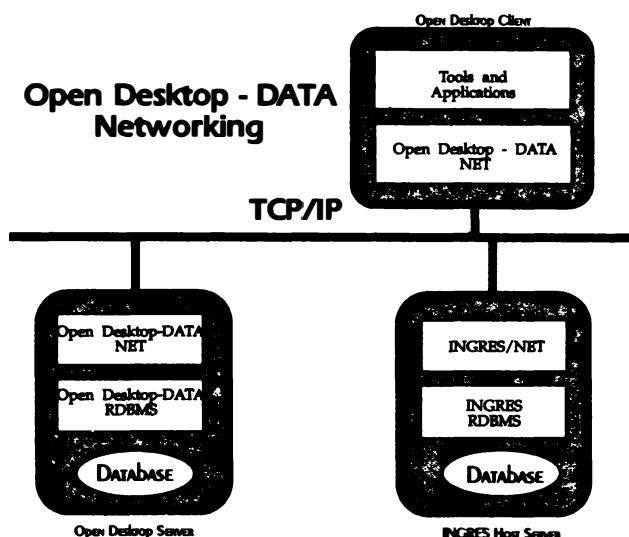 Open Desktop Client
Tools and
Applications
Open Desktop - DATA
NET
Open Desktop - DATA
Networking
TCP/IP
Open Desktop-DATA
NET
Open Desktop-DATA
RDBMS
Database
Open Desktop Server
INGRES/NET
INGRES
RDBMS
Database
INGRES Host Server